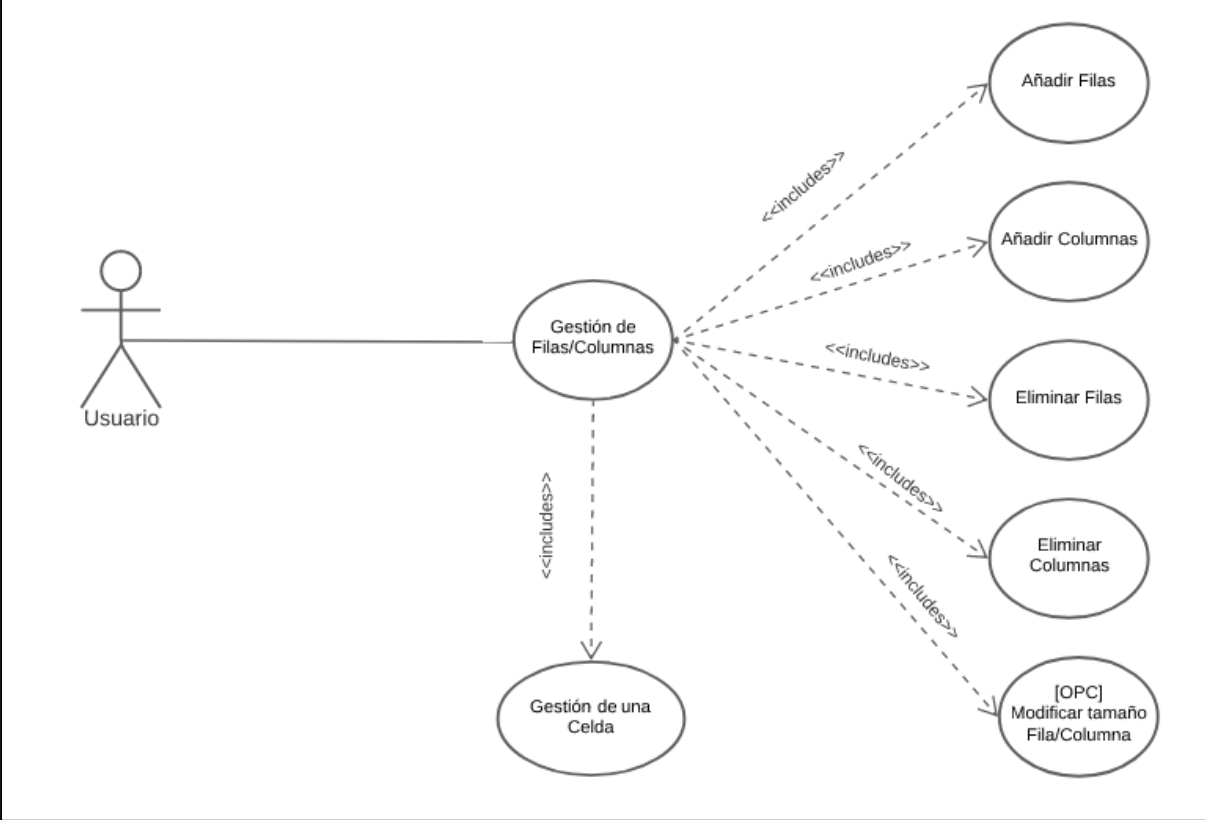 Añadir Filas
<<includes>>
Añadir Columnas
<<includes>>
Gestión de
Filas/Columnas
<<includes>>
Eliminar Filas
Usuario
<<includes>>
<<includes>>
Eliminar
Columnas
<<includes>>
Gestión de una
Celda
[OPC]
Modificar tamaño
Fila/Columna